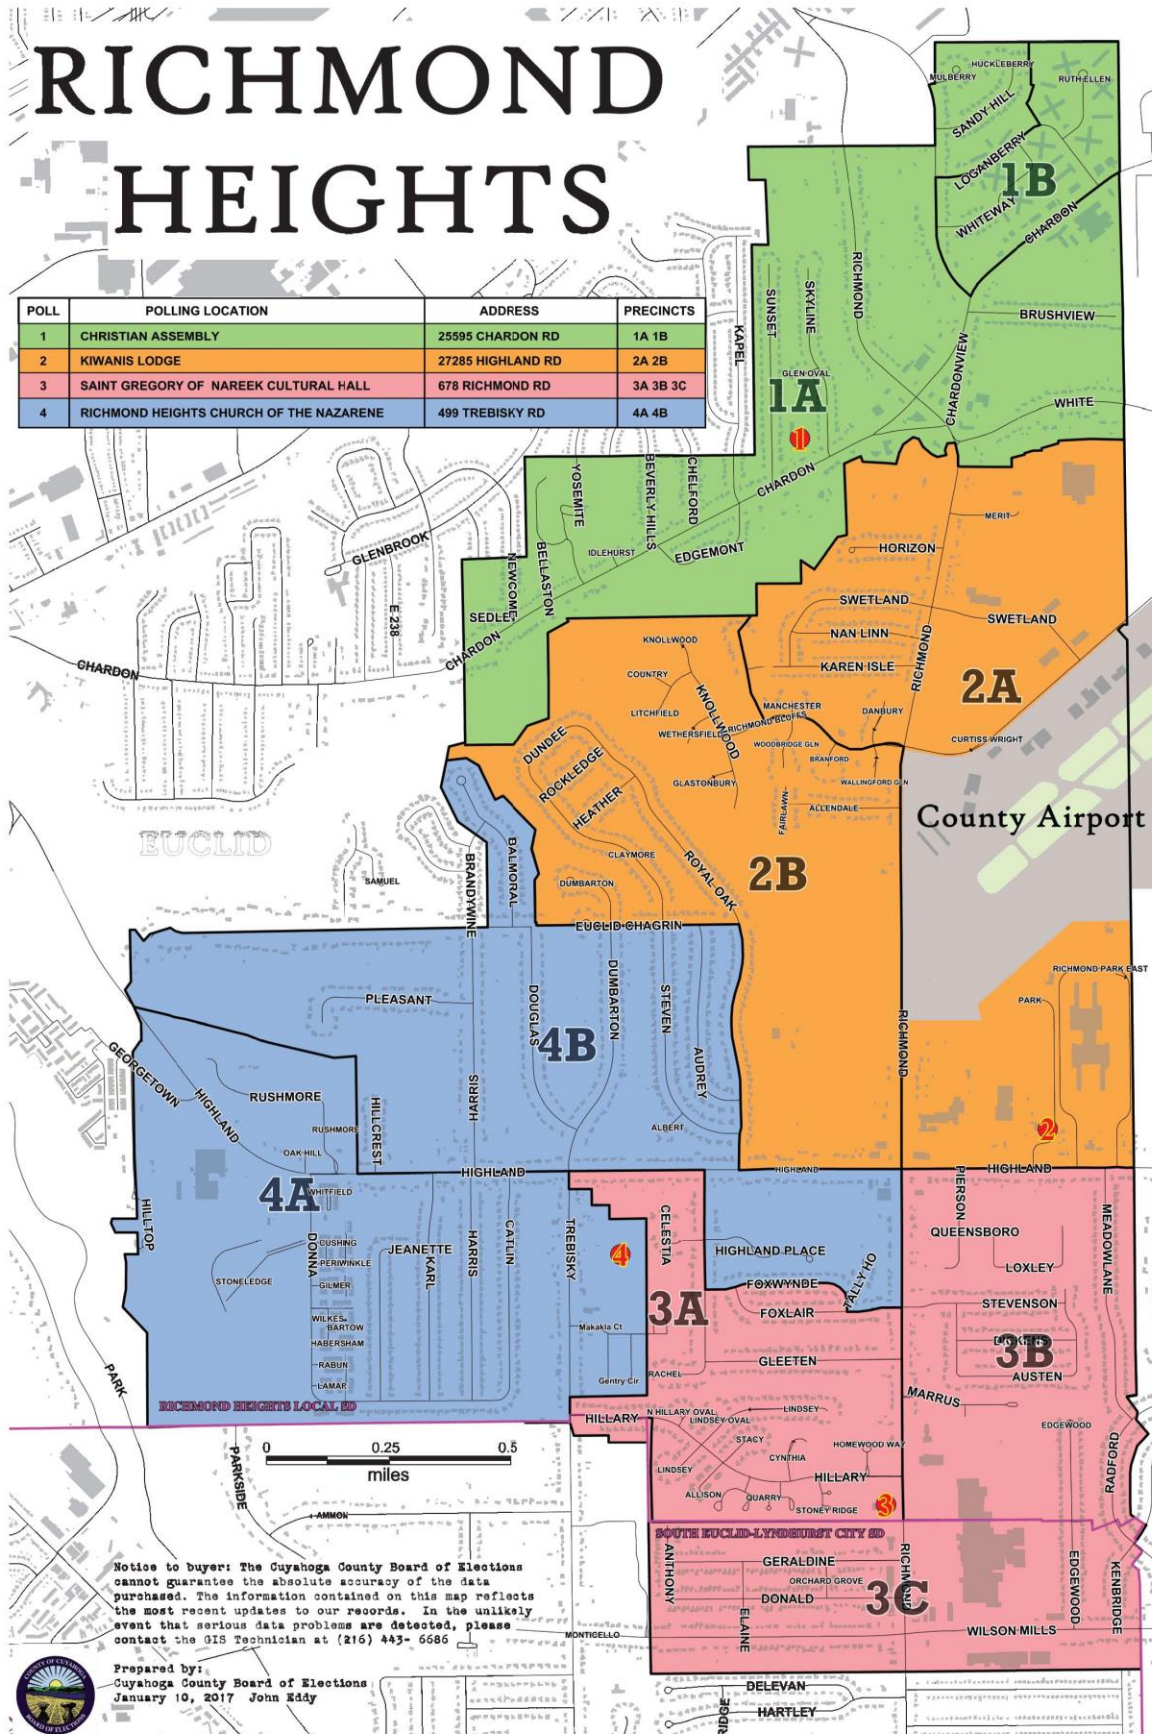 RICHMOND
HEIGHTS
POLL POLLING LOCATION ADDRESS PRECINCTS
1 CHRISTIAN ASSEMBLY 25595 CHARDON RD 1A 1B
2 KIWANIS LODGE 27285 HIGHLAND RD 2A 2B
3 SAINT GREGORY OF NAREEK CULTURAL HALL 678 RICHMOND RD 3A 3B 3C
4 RICHMOND HEIGHTS CHURCH OF THE NAZARENE 499 TREBISKY RD 4A 4B
HUCKLEBERRY
MULBERRY
RUTH ELLEN
SANDY HILL
LOGANBERRY
1B
WHITEWAY
CHARDON
RICHMOND
SUNSET
SKYLINE
BRUSHVIEW
KAPEL
CHARDONVIEW
GLEN OVAL
1A
WHITE
1
CHARDON
YOSEMITE
BEVERLY HILLS
CHELFORD
IDLEHURST
EDGEMONT
GLENBROOK
NEWCOME
BELLASTON
E 238
SEDLE
CHARDON
CHARDON
MERIT
HORIZON
SWETLAND
SWETLAND
NAN LINN
KAREN ISLE
RICHMOND
2A
KNOLLWOOD
COUNTRY
KNOLLWOOD
LITCHFIELD
MANCHESTER
DANBURY
WETHERSFIELD
RICHMOND BLUFFS
WOODBRIDGE GLN
BRANFORD
CURTISS WRIGHT
DUNDEE
ROCKLEDGE
HEATHER
GLASTONBURY
WALLINGFORD GLN
FAIRLAWN
ALLENDALE
County Airport
EUCLID
SAMUEL
BRANDYWINE
BALMORAL
CLAYMORE
ROYAL OAK
2B
DUMBARTON
EUCLID CHAGRIN
RICHMOND PARK EAST
PARK
PLEASANT
DOUGLAS
DUMBARTON
STEVEN
4B
AUDREY
RICHMOND
GEORGETOWN
HIGHLAND
RUSHMORE
HARRIS
HILLCREST
RUSHMORE
ALBERT
2
OAK HILL
HIGHLAND
HIGHLAND
HIGHLAND
4A
WHITFIELD
PIERSON
HILLTOP
DONNA
CUSHING
JEANETTE
KARL
HARRIS
CATLIN
TREBISKY
4
CELESTIA
HIGHLAND PLACE
QUEENSBORO
MEADOWLANE
PERIWINKLE
STONELEDGE
GILMER
FOXWYNDE
TALLY HO
LOXLEY
3A
FOXLAIR
STEVENSON
WILKES
BARTOW
Makakla Ct
DICKENS
3B
HABERSHAM
GLEETEN
RABUN
RACHEL
AUSTEN
LAMAR
Gentry Cir
PARK
RICHMOND HEIGHTS LOCAL SD
MARRUS
HILLARY
N HILLARY OVAL
LINDSEY OVAL
LINDSEY
EDGEWOOD
STACY
HOMEWOOD WAY
CYNTHIA
LINDSEY
HILLARY
RADFORD
ALLISON
QUARRY
STONEY RIDGE
3
0 0.25 0.5
miles
PARKSIDE
AMMON
SOUTH EUCLID-LYNDHURST CITY SD
ANTHONY
GERALDINE
RICHMOND
ORCHARD GROVE
DONALD
3C
EDGEWOOD
KENBRIDGE
ELAINE
MONTICELLO
WILSON MILLS
DELEVAN
HARTLEY
Notice to buyer: The Cuyahoga County Board of Elections
cannot guarantee the absolute accuracy of the data
purchased. The information contained on this map reflects
the most recent updates to our records. In the unlikely
event that serious data problems are detected, please
contact the GIS Technician at (216) 443- 6686
Prepared by:
Cuyahoga County Board of Elections
January 10, 2017 John Eddy
COUNTY OF CUYAHOGA
BOARD OF ELECTIONS